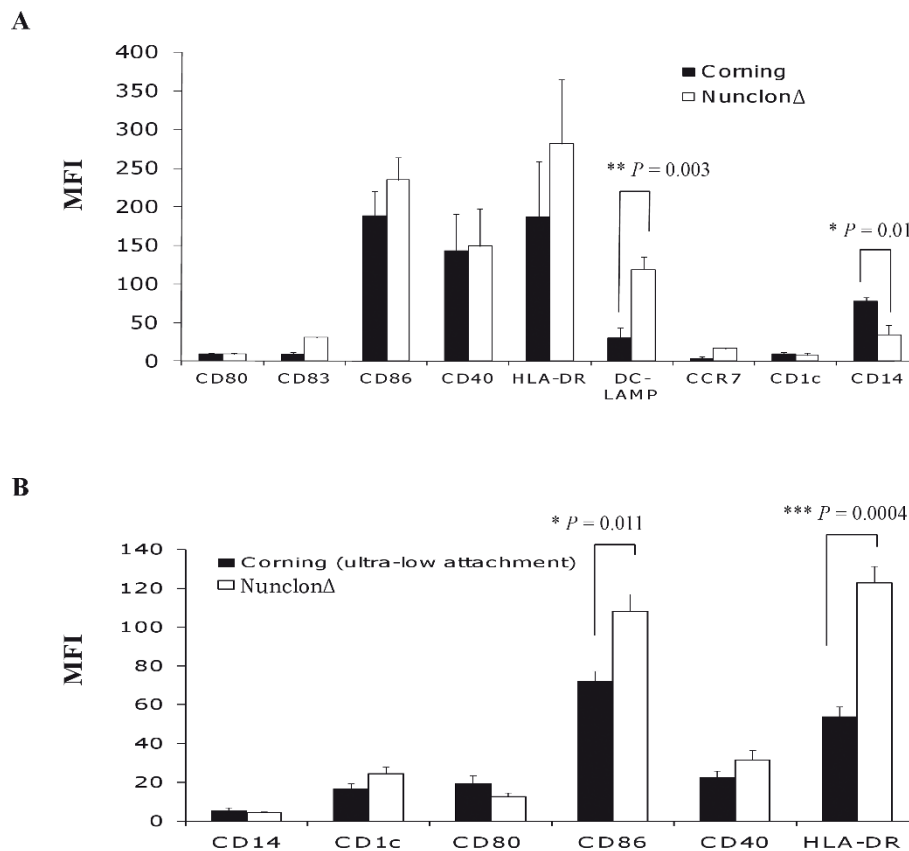 A
400
350
300
250
200
150
100
50
0
MFI
Corning
NunclonΔ
** P = 0.003
* P = 0.01
CD80 CD83 CD86 CD40 HLA-DR DC-LAMP CCR7 CD1c CD14
B
140
120
100
80
60
40
20
0
MFI
Corning (ultra-low attachment)
NunclonΔ
* P = 0.011
*** P = 0.0004
CD14 CD1c CD80 CD86 CD40 HLA-DR